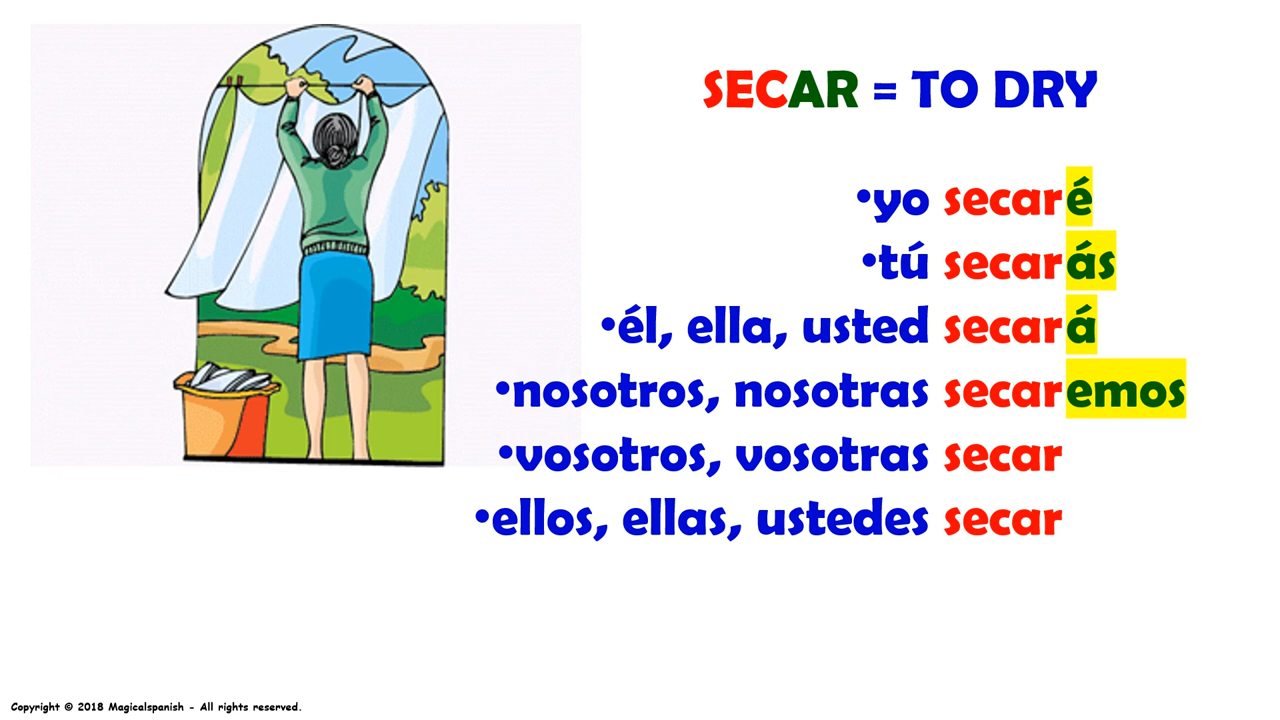 SECAR = TO DRY
•yo secaré
•tú secarás
•él, ella, usted secará
•nosotros, nosotras secaremos
•vosotros, vosotras secar
•ellos, ellas, ustedes secar
Copyright © 2018 Magicalspanish - All rights reserved.